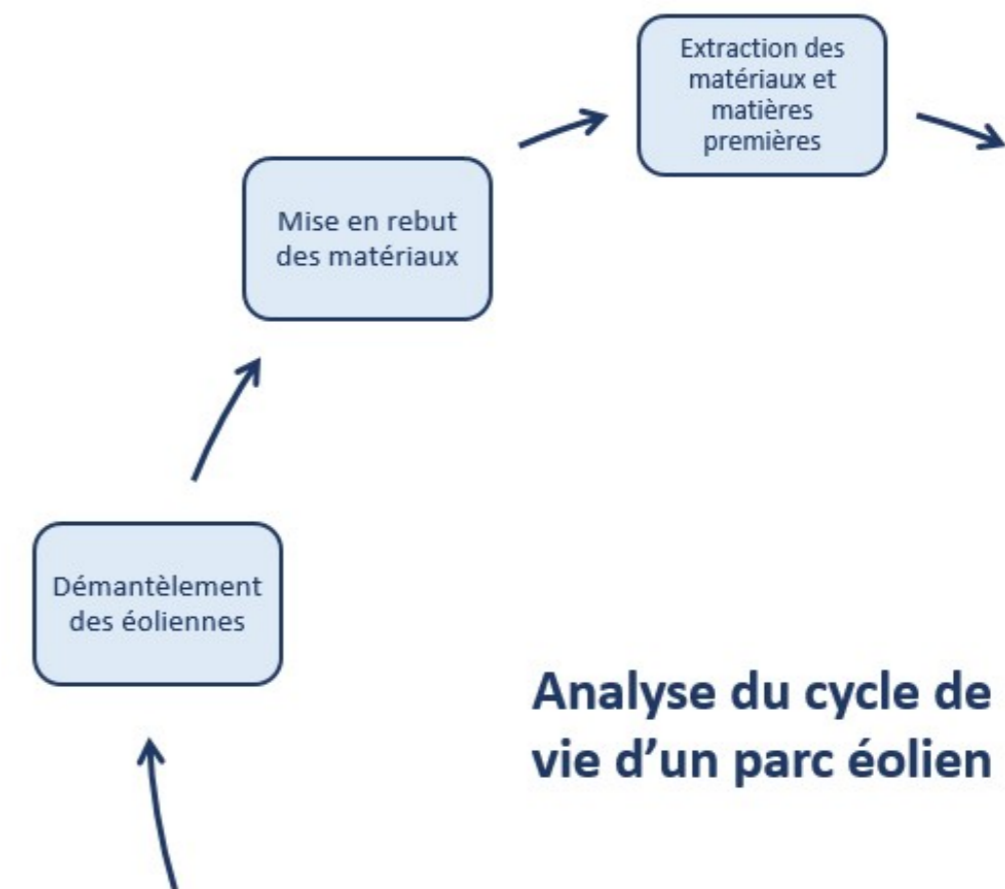 Extraction des
matériaux et
matières
premières
Mise en rebut
des matériaux
Démantèlement
des éoliennes
Analyse du cycle de
vie d’un parc éolien